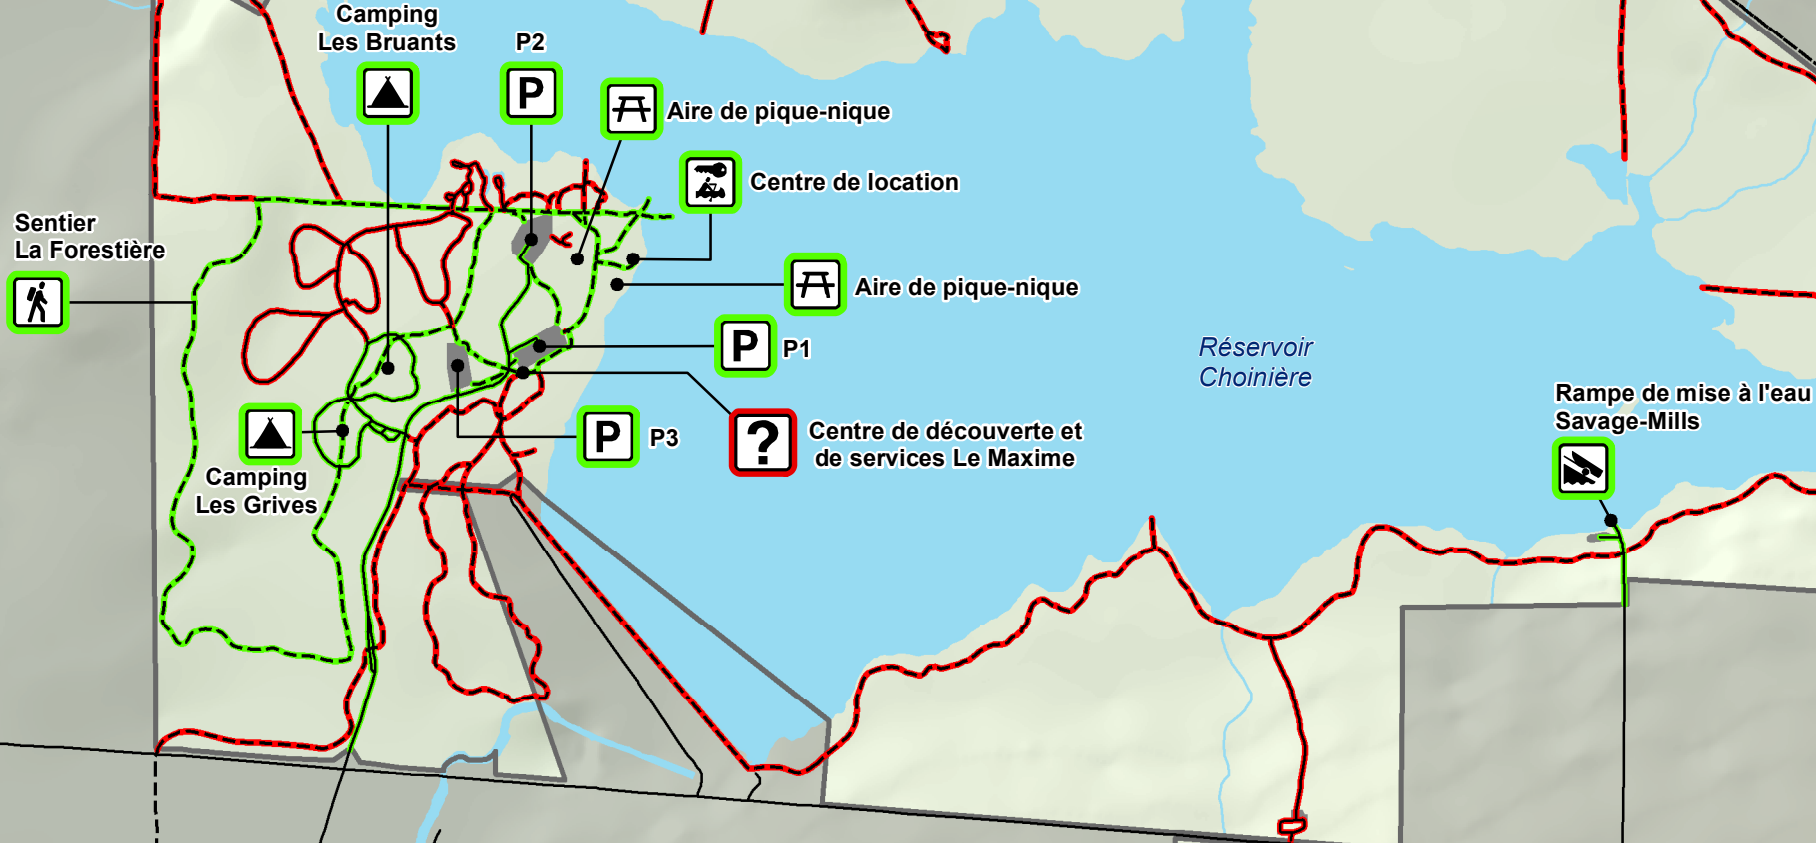 Camping
Les Bruants
P2
P
Aire de pique-nique
Centre de location
Sentier
La Forestière
Aire de pique-nique
P
P1
Réservoir
Choinière
Rampe de mise à l'eau
Savage-Mills
P
P3
?
Centre de découverte et
de services Le Maxime
Camping
Les Grives